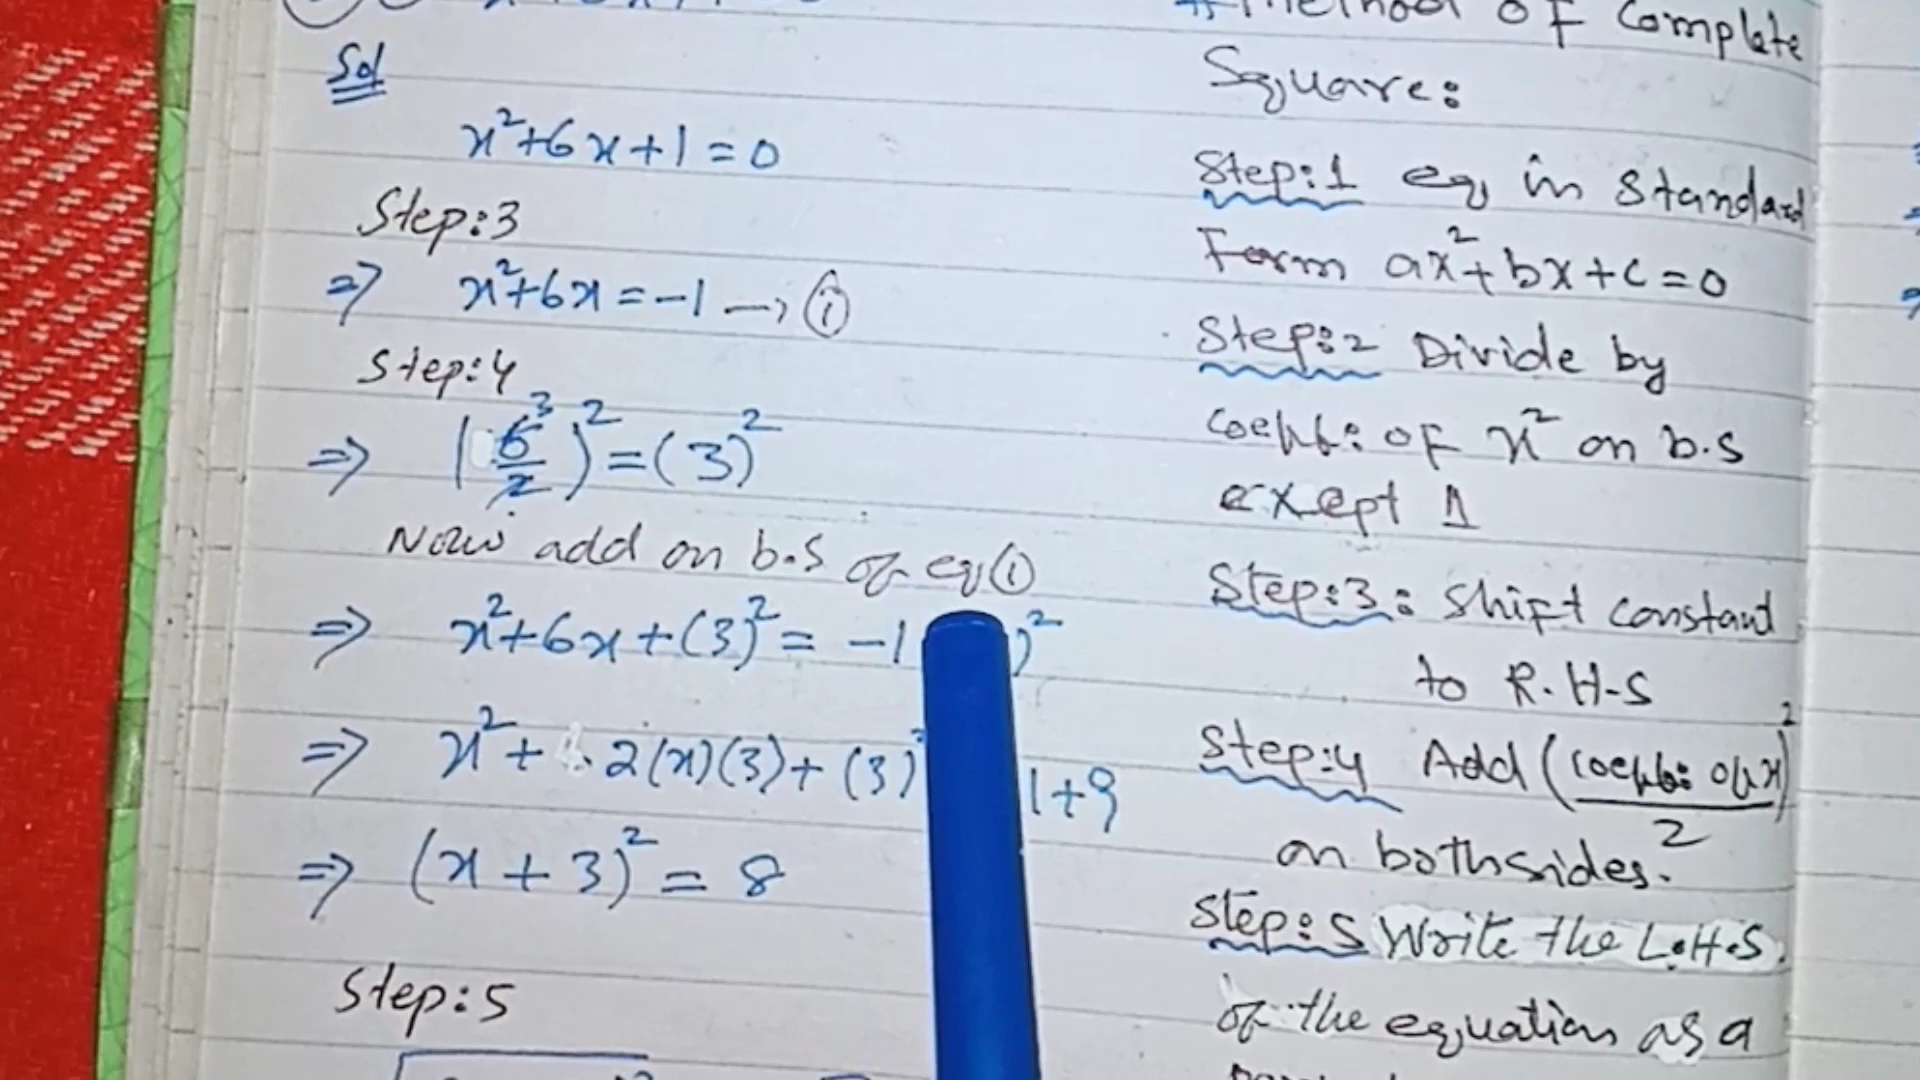 Sol
x²+6x+1=0
Step:3
⇒ x²+6x=-1 → (i)
Step:4
⇒ (6/2)² = (3)²
3
Now add on b.s of eq (i)
⇒ x²+6x+(3)² = -1 )²
⇒ x²+ 2(x)(3)+(3) 1+9
⇒ (x+3)² = 8
Step:5
# Method of Complete
Square:
Step:1 eq in standard
Form ax²+bx+c=0
Step:2 Divide by
coeff: of x² on b.s
except 1
Step:3: Shift constant
to R.H-S
Step:4 Add (coeff: of x/2)²
on bothsides.
Step:5 Write the L.H.S.
of the equation as a